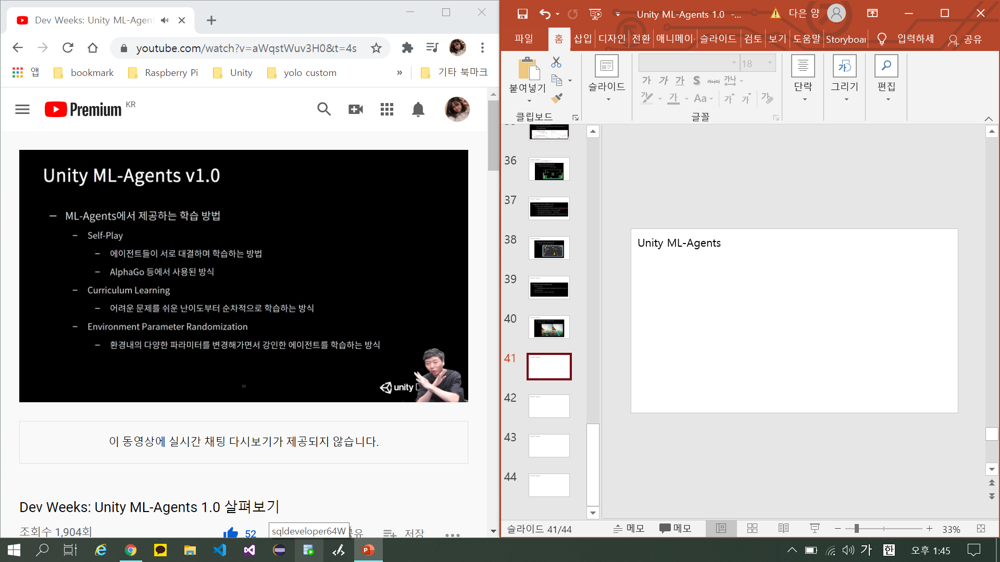 Dev Weeks: Unity ML-Agent
youtube.com/watch?v=aWqstWuv3H0&t=4s
앱
bookmark
Raspberry Pi
Unity
yolo custom
»
기타 북마크
Premium KR
Unity ML-Agents v1.0
– ML-Agents에서 제공하는 학습 방법
– Self-Play
– 에이전트들이 서로 대결하며 학습하는 방법
– AlphaGo 등에서 사용된 방식
– Curriculum Learning
– 어려운 문제를 쉬운 난이도부터 순차적으로 학습하는 방식
– Environment Parameter Randomization
– 환경내의 다양한 파라미터를 변경해가면서 강인한 에이전트를 학습하는 방식
unity
이 동영상에 실시간 채팅 다시보기가 제공되지 않습니다.
Dev Weeks: Unity ML-Agents 1.0 살펴보기
조회수 1,904회
52
sqldeveloper64W
저장
Unity ML-Agents 1.0 -...
다은 양
파일
홈
삽입
디자인
전환
애니메이
슬라이드
검토
보기
도움말
Storyboar
입력하세
공유
붙여넣기
클립보드
슬라이드
18
가 가 가 S 가나다 간나
가 가 Aa 가 가 가
글꼴
단락
그리기
편집
36
37
38
39
40
41
42
43
44
Unity ML-Agents
슬라이드 41/44
메모
메모
33%
가
한
오후 1:45